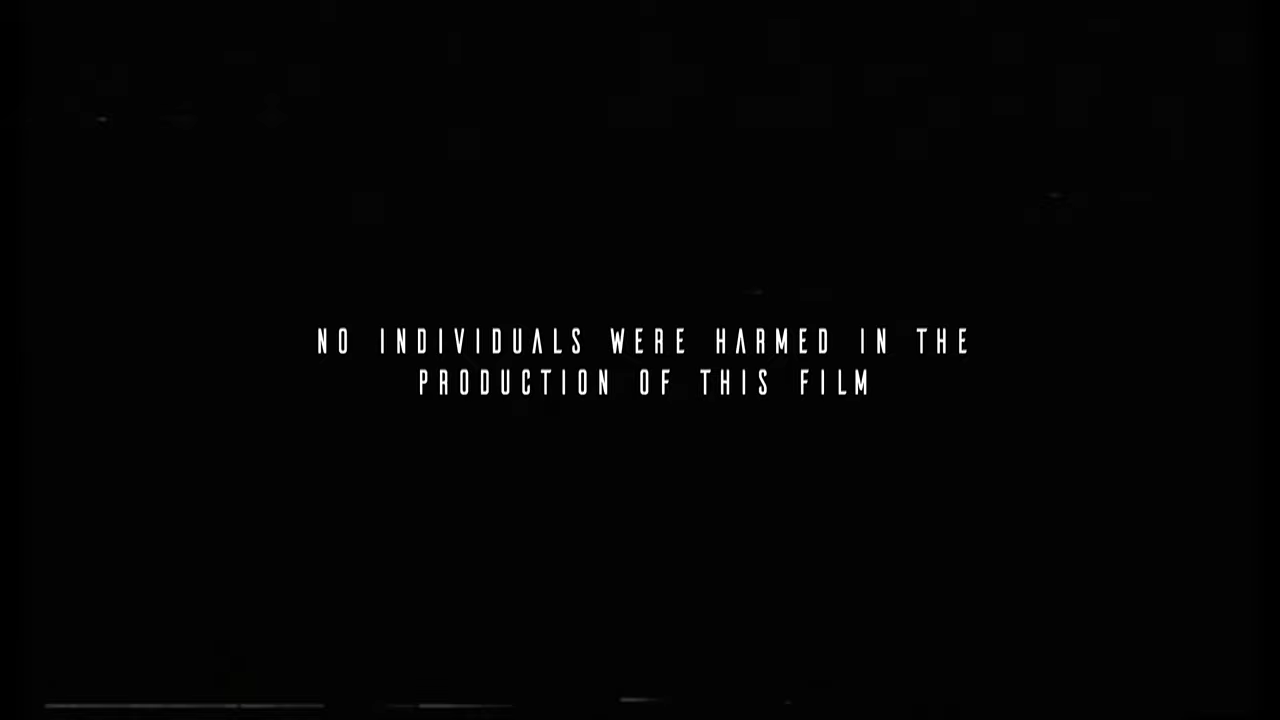 NO INDIVIDUALS WERE HARMED IN THE
PRODUCTION OF THIS FILM